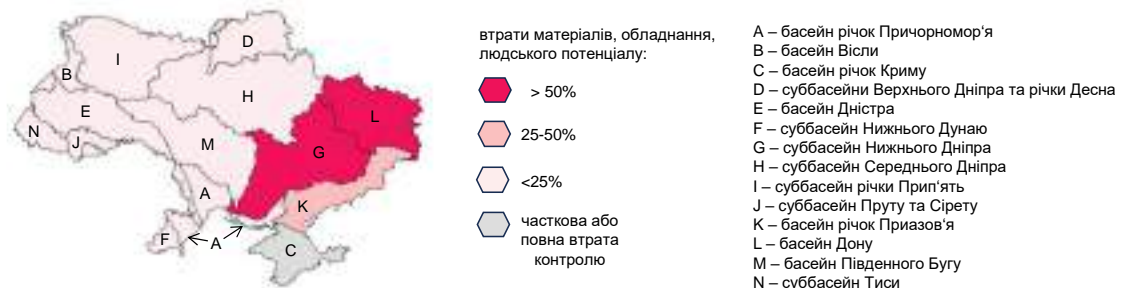 D
I
B
H
E
L
N
J
M
G
A
K
F
A
C
втрати матеріалів, обладнання,
людського потенціалу:
> 50%
25-50%
<25%
часткова або
повна втрата
контролю
A – басейн річок Причорномор‘я
B – басейн Вісли
C – басейн річок Криму
D – суббасейни Верхнього Дніпра та річки Десна
E – басейн Дністра
F – суббасейн Нижнього Дунаю
G – суббасейн Нижнього Дніпра
H – суббасейн Середнього Дніпра
I – суббасейн річки Прип‘ять
J – суббасейн Пруту та Сірету
K – басейн річок Приазов‘я
L – басейн Дону
M – басейн Південного Бугу
N – суббасейн Тиси